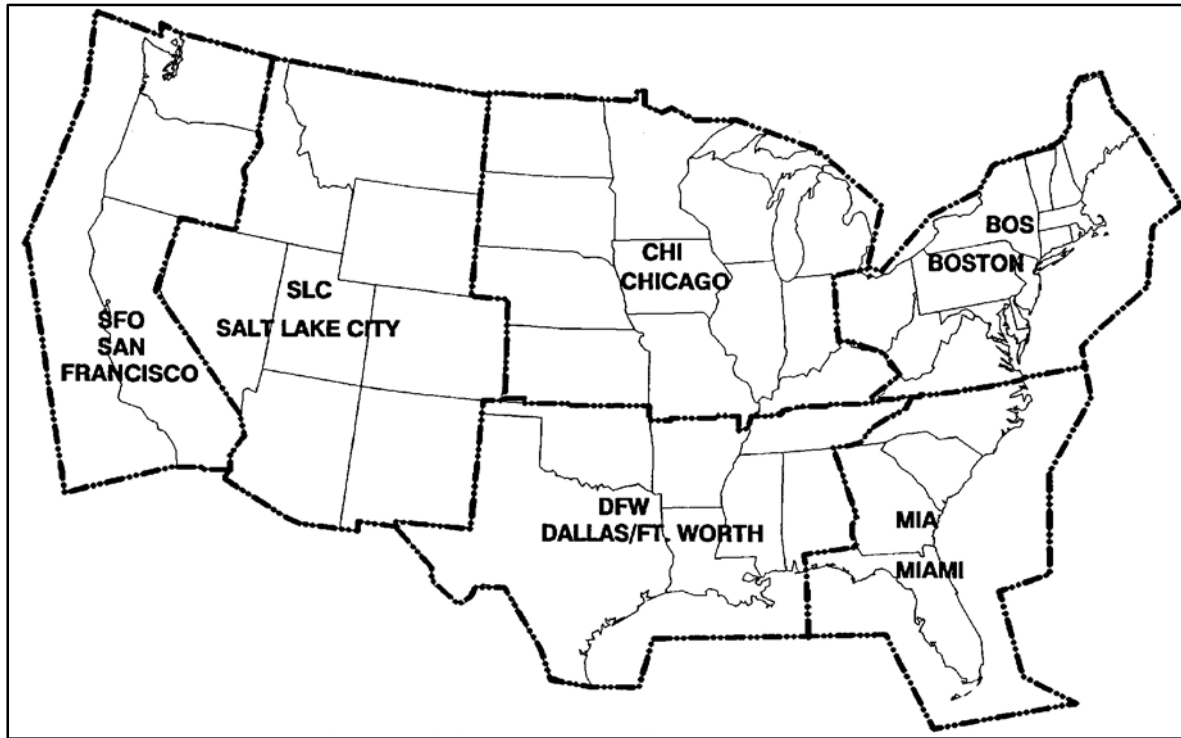 SFO
SAN
FRANCISCO
SLC
SALT LAKE CITY
CHI
CHICAGO
BOS
BOSTON
DFW
DALLAS/FT. WORTH
MIA
MIAMI